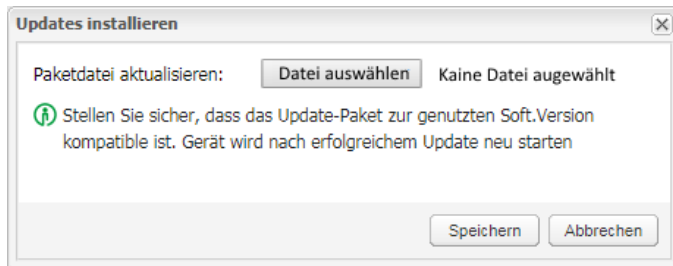 Updates installieren
Paketdatei aktualisieren: Datei auswählen Kaine Datei augewählt
Stellen Sie sicher, dass das Update-Paket zur genutzten Soft.Version
kompatible ist. Gerät wird nach erfolgreichem Update neu starten
Speichern Abbrechen